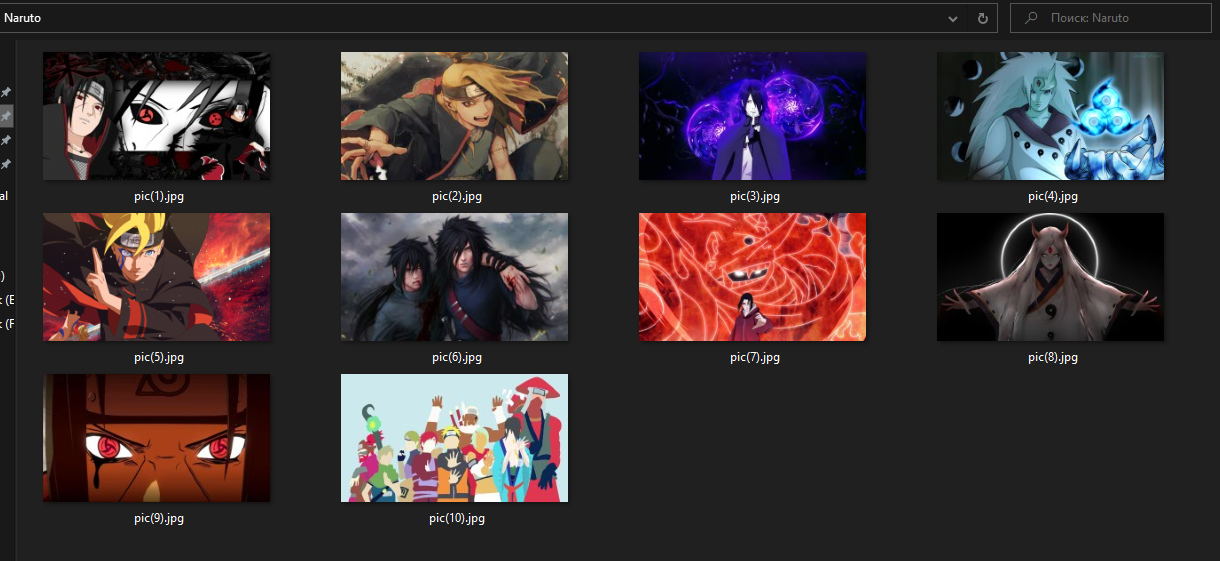 Naruto
Поиск: Naruto
pic(1).jpg
pic(2).jpg
pic(3).jpg
pic(4).jpg
al
pic(5).jpg
pic(6).jpg
pic(7).jpg
pic(8).jpg
)
: (E
: (F
pic(9).jpg
pic(10).jpg